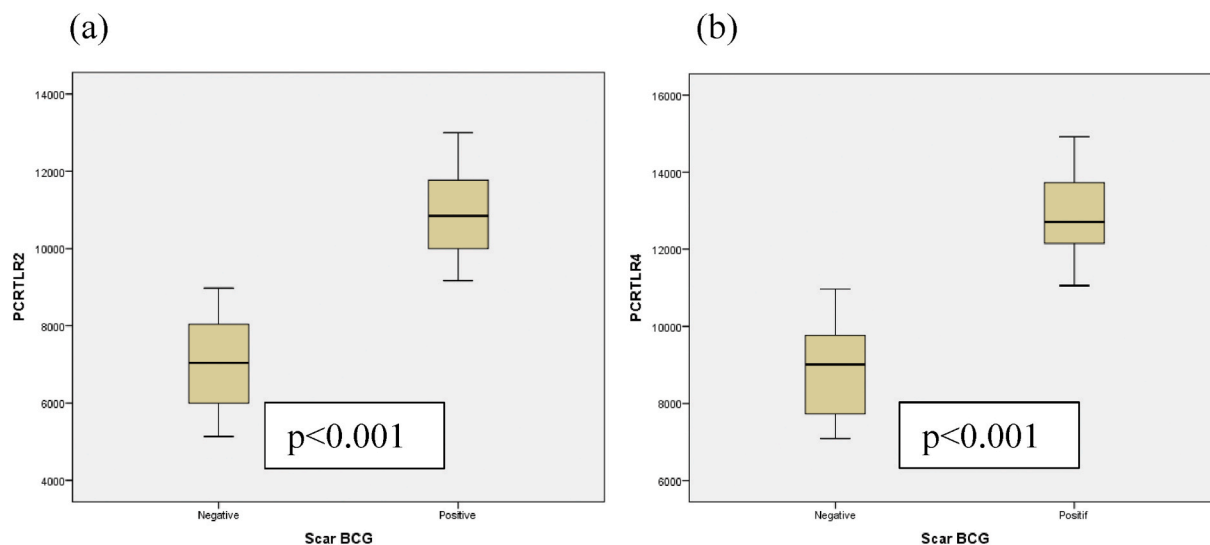 (a)
14000
12000
10000
8000
6000
4000
PCRTLR2
p<0.001
Negative
Positive
Scar BCG
(b)
16000
14000
12000
10000
8000
6000
PCRTLR4
p<0.001
Negative
Positif
Scar BCG